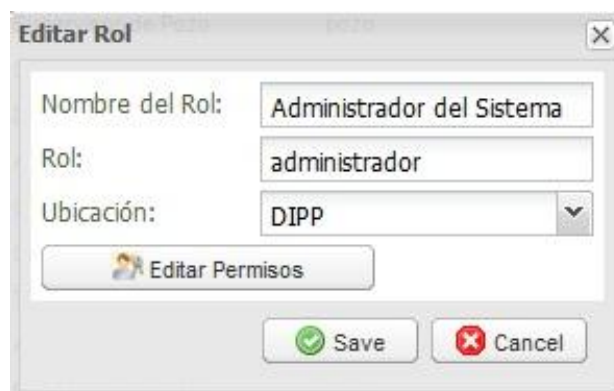 Editar Rol
Nombre del Rol: Administrador del Sistema
Rol: administrador
Ubicación: DIPP
Editar Permisos
Save Cancel